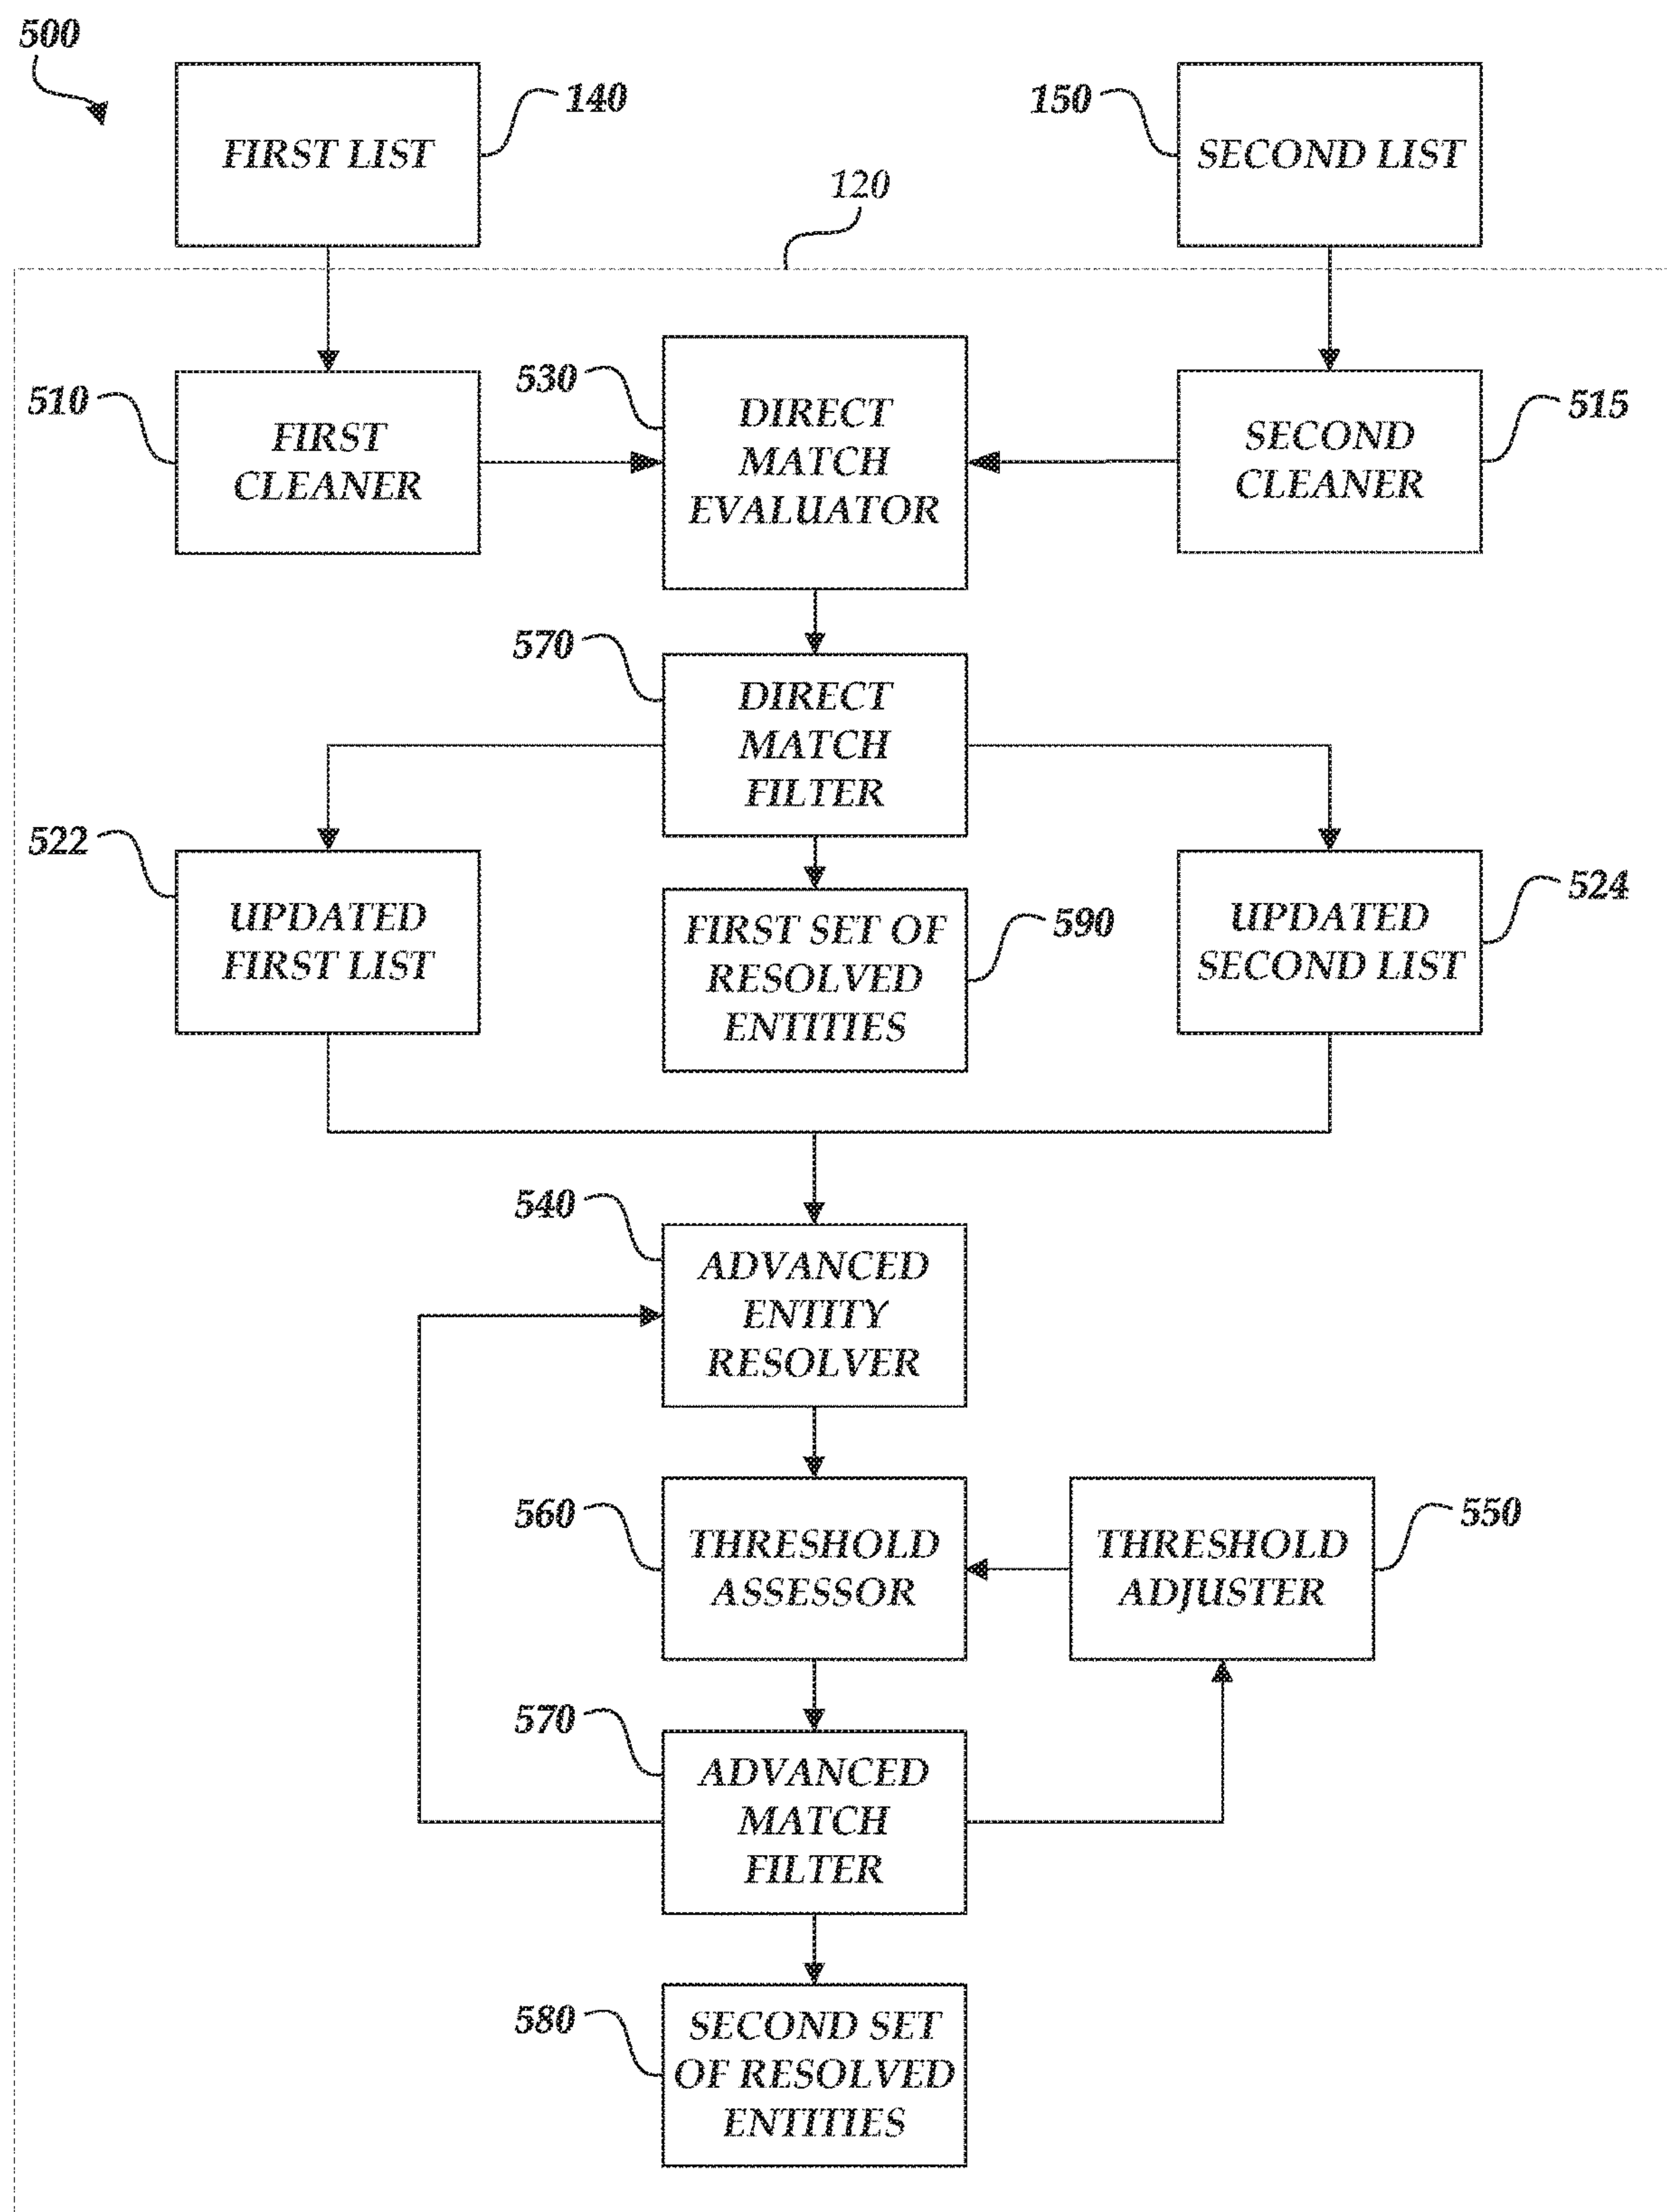 500
140
FIRST LIST
150
SECOND LIST
120
510
FIRST
CLEANER
530
DIRECT
MATCH
EVALUATOR
515
SECOND
CLEANER
570
DIRECT
MATCH
FILTER
522
UPDATED
FIRST LIST
590
FIRST SET OF
RESOLVED
ENTITIES
524
UPDATED
SECOND LIST
540
ADVANCED
ENTITY
RESOLVER
560
THRESHOLD
ASSESSOR
550
THRESHOLD
ADJUSTER
570
ADVANCED
MATCH
FILTER
580
SECOND SET
OF RESOLVED
ENTITIES